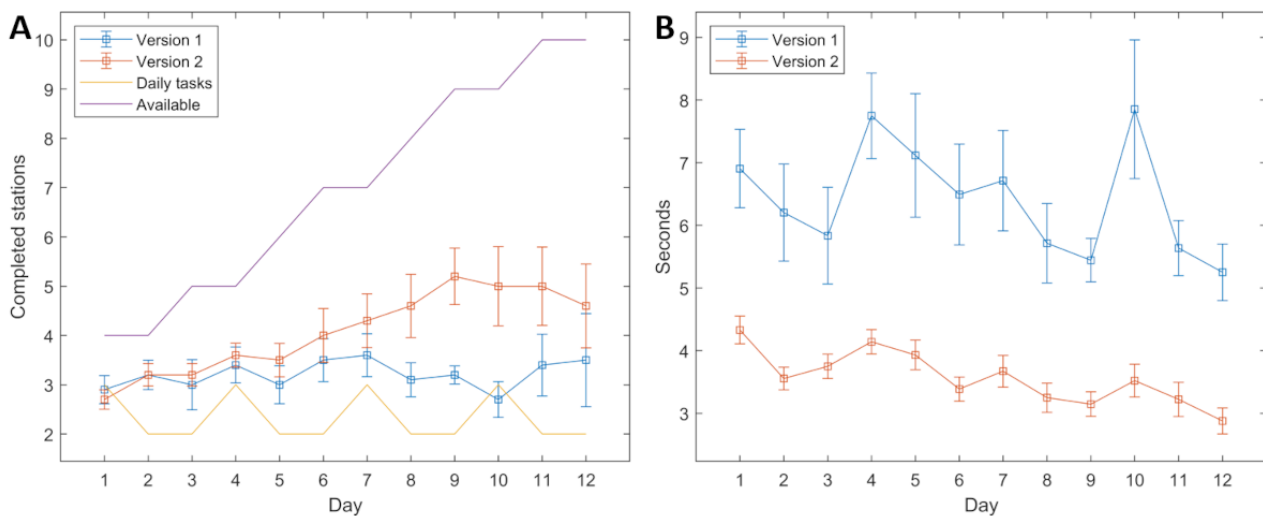 A
Version 1
Version 2
Daily tasks
Available
10
9
8
7
6
5
4
3
2
Completed stations
1 2 3 4 5 6 7 8 9 10 11 12
Day
B
Version 1
Version 2
9
8
7
6
5
4
3
Seconds
1 2 3 4 5 6 7 8 9 10 11 12
Day